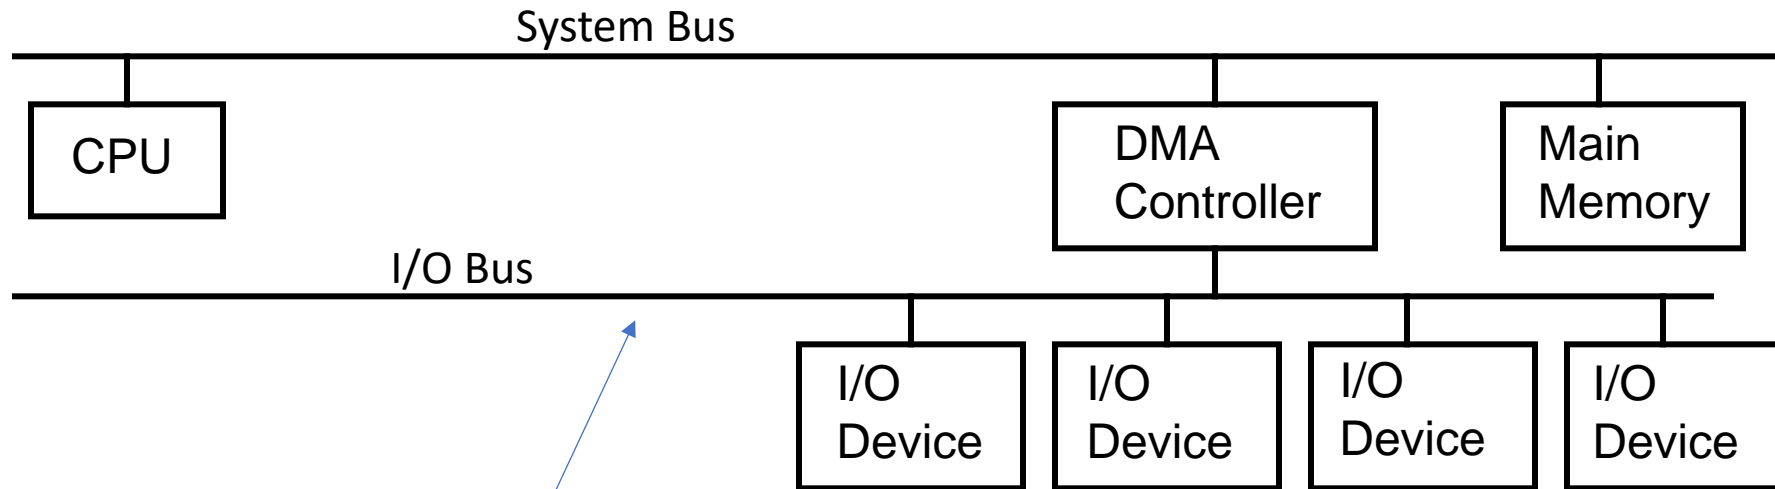 System Bus
CPU
DMA
Controller
Main
Memory
I/O Bus
I/O
Device
I/O
Device
I/O
Device
I/O
Device